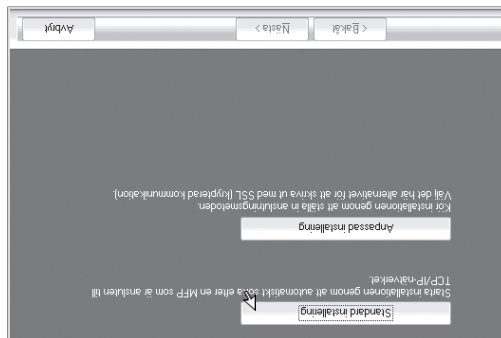 Standard installering
Starta installationen genom att automatiskt söka efter en MFP som är ansluten till
TCP/IP-nätverket.
Anpassad installering
Kör installationen genom att ställa in anslutningsmetoden.
Välj det här alternativet för att skriva ut med SSL (krypterad kommunikation).
< Bakåt
Nästa >
Avbryt